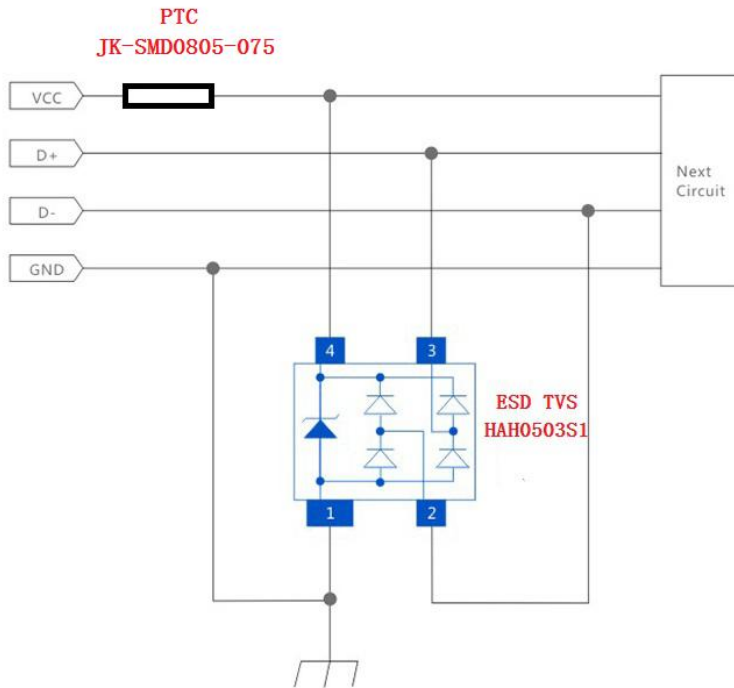 PTC
JK-SMD0805-075
VCC
D+
D-
GND
Next
Circuit
4
3
ESD TVS
HAH0503S1
1
2